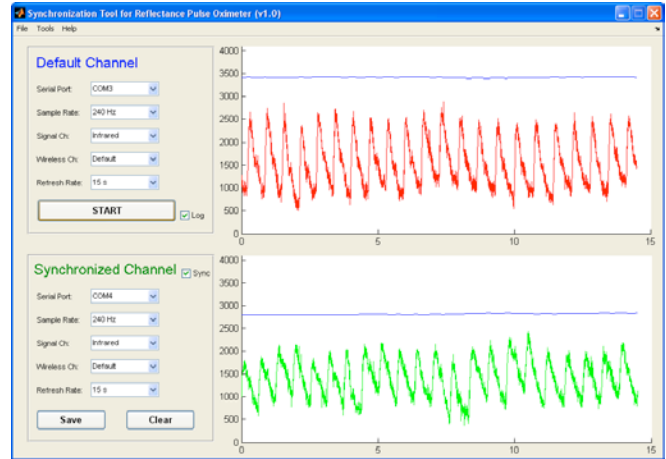 Synchronization Tool for Reflectance Pulse Oximeter (v1.0)
File Tools Help
Default Channel
Serial Port: COM3
Sample Rate: 240 Hz
Signal Ch: Infrared
Wireless Ch: Default
Refresh Rate: 15 s
START Log
4000
3500
3000
2500
2000
1500
1000
500
0
0 5 10 15
Synchronized Channel Sync
Serial Port: COM4
Sample Rate: 240 Hz
Signal Ch: Infrared
Wireless Ch: Default
Refresh Rate: 15 s
Save Clear
4000
3500
3000
2500
2000
1500
1000
500
0
0 5 10 15